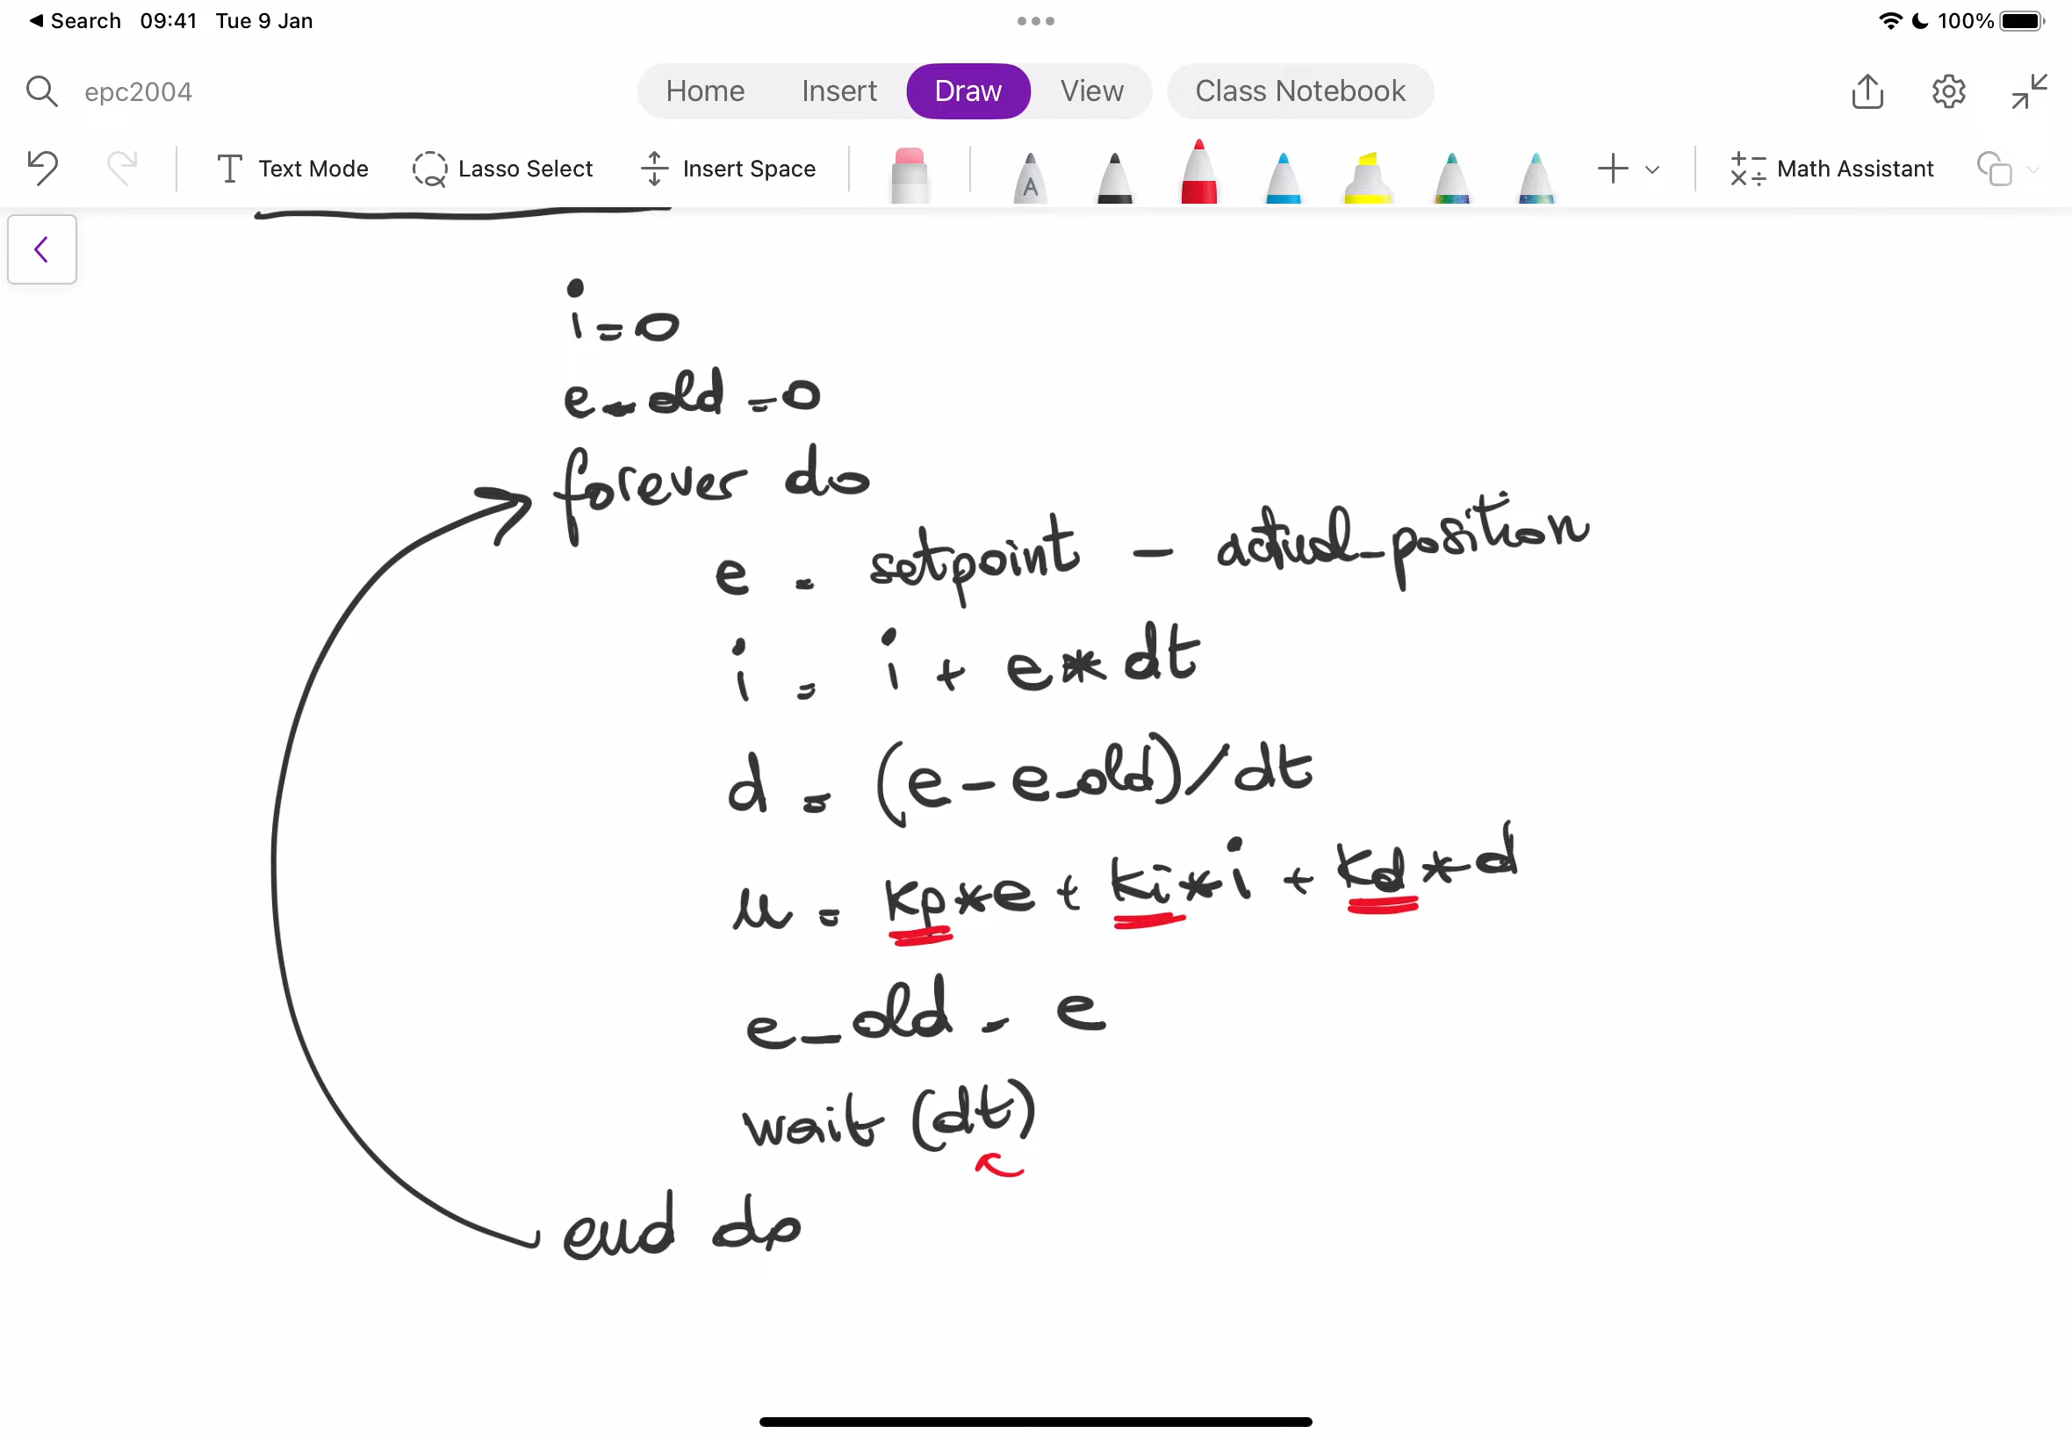 Search 09:41 Tue 9 Jan 100%
epc2004 Home Insert Draw View Class Notebook
Text Mode Lasso Select Insert Space A Math Assistant
i=0
e_old=0
forever do
e = setpoint - actual_position
i = i + e*dt
d = (e-e_old)/dt
u = kp*e + ki*i + kd*d
e_old = e
wait (dt)
end do